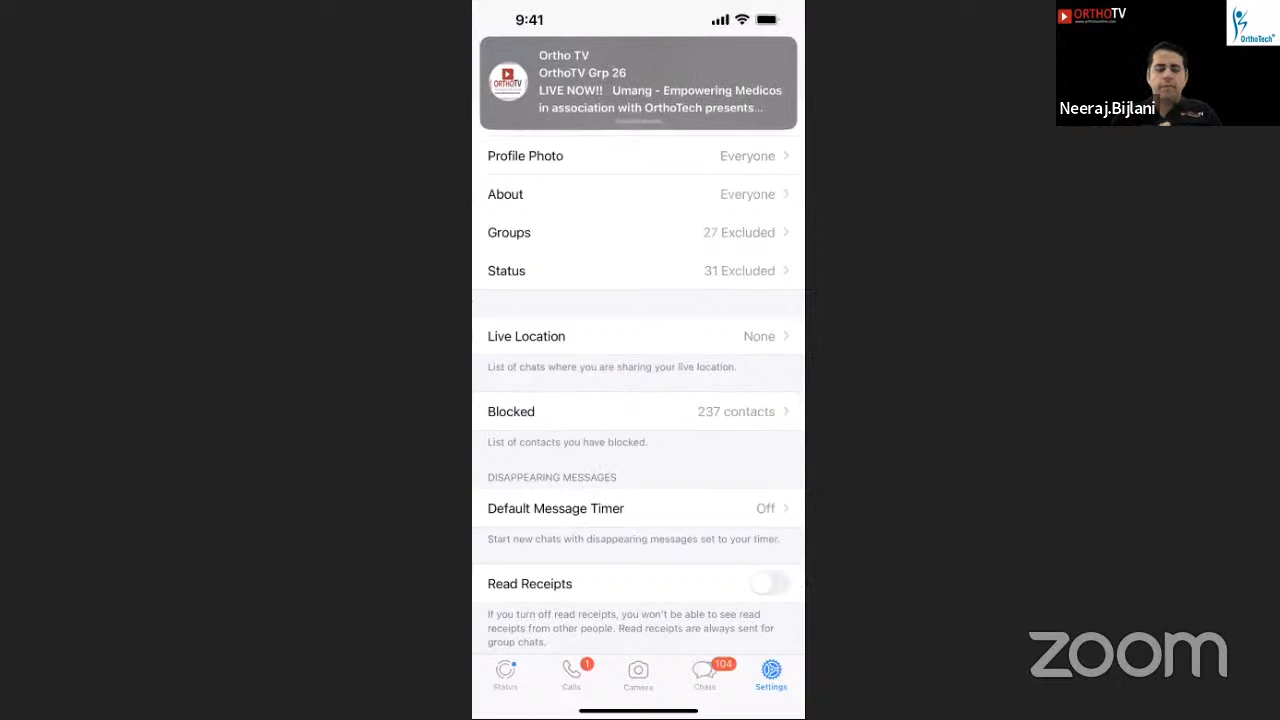 9:41
Ortho TV
OrthoTV Grp 26
LIVE NOW!! Umang - Empowering Medicos
in association with OrthoTech presents...
ORTHOTV
Profile Photo Everyone
About Everyone
Groups 27 Excluded
Status 31 Excluded
Live Location None
List of chats where you are sharing your live location.
Blocked 237 contacts
List of contacts you have blocked.
DISAPPEARING MESSAGES
Default Message Timer Off
Start new chats with disappearing messages set to your timer.
Read Receipts
If you turn off read receipts, you won't be able to see read
receipts from other people. Read receipts are always sent for
group chats.
1 104
Status Calls Camera Chats Settings
ORTHOTV
OrthoTech
Neeraj.Bijlani
zoom